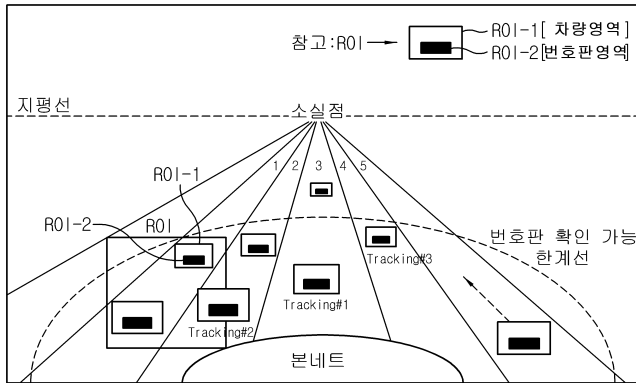 참고:ROI
ROI-1[ 차량영역]
ROI-2[번호판영역]
지평선
소실점
1 2 3 4 5
ROI-1
ROI-2
ROI
번호판 확인 가능
한계선
Tracking#3
Tracking#1
Tracking#2
본네트